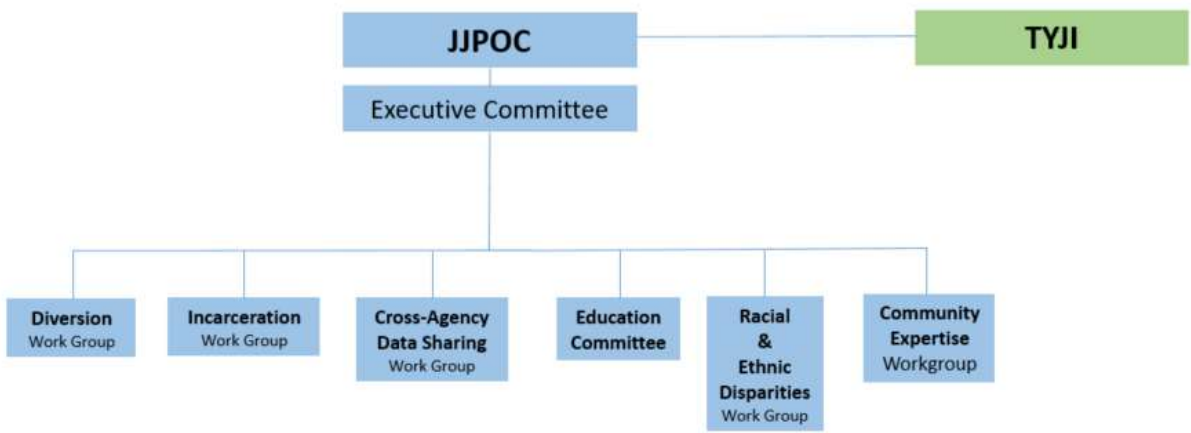 JJPOC
TYJI
Executive Committee
Diversion
Work Group
Incarceration
Work Group
Cross-Agency
Data Sharing
Work Group
Education
Committee
Racial
&
Ethnic
Disparities
Work Group
Community
Expertise
Workgroup